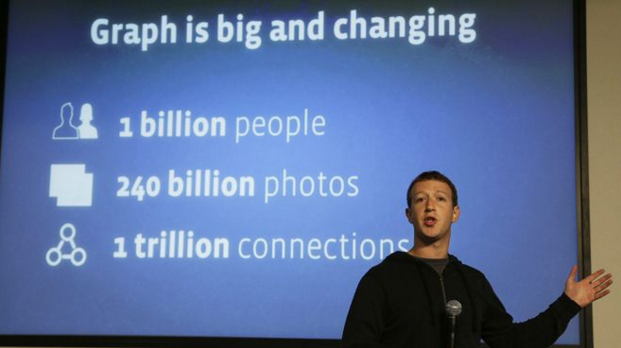 Graph is big and changing
1 billion people
240 billion photos
1 trillion connections